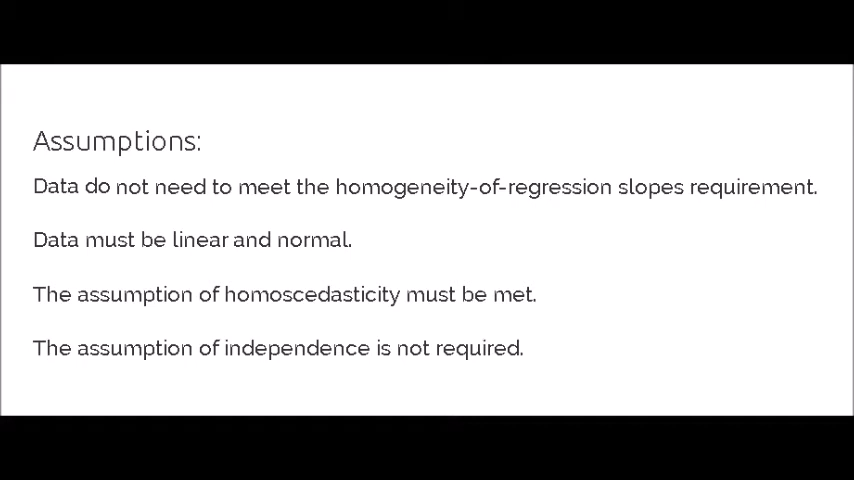 Assumptions:
Data do not need to meet the homogeneity-of-regression slopes requirement.
Data must be linear and normal.
The assumption of homoscedasticity must be met.
The assumption of independence is not required.